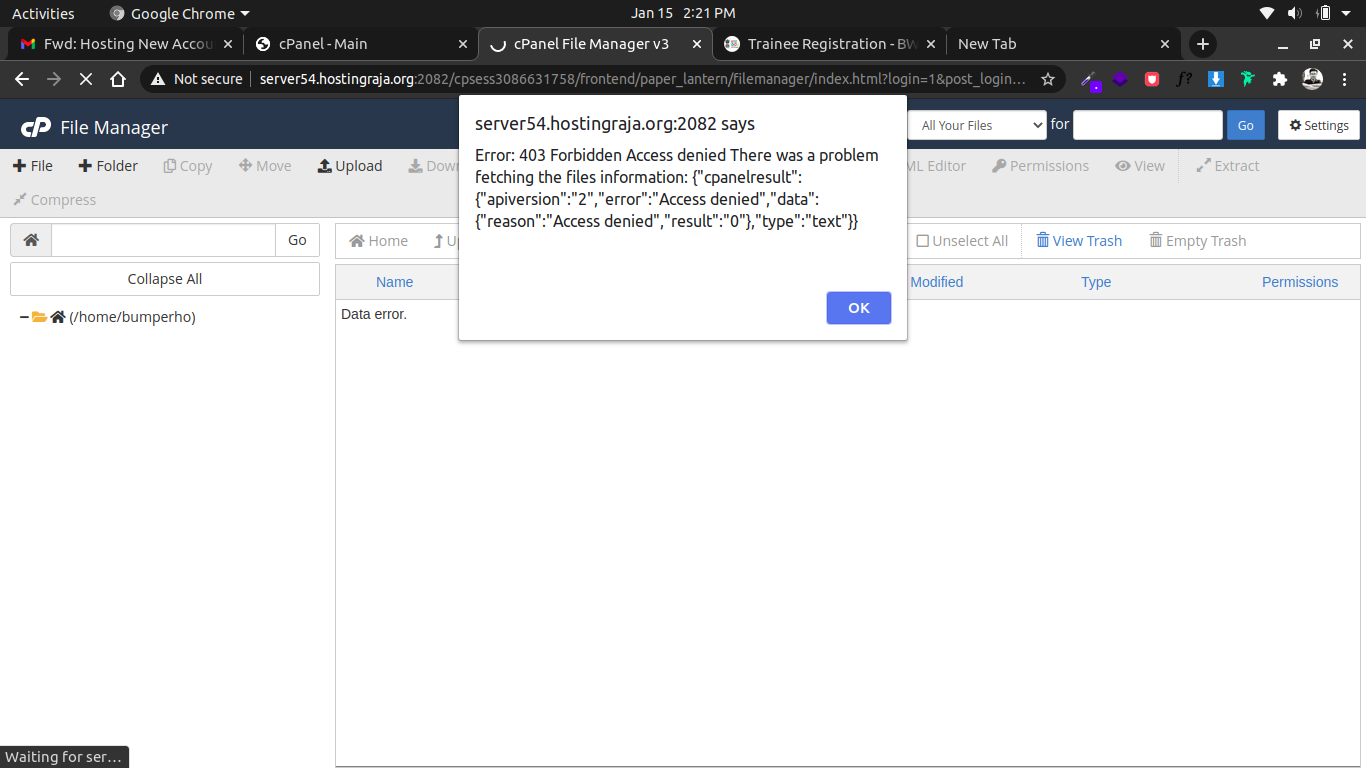 Activities Google Chrome Jan 15 2:21 PM
Fwd: Hosting New Accou cPanel - Main cPanel File Manager v3 Trainee Registration - BW New Tab
Not secure server54.hostingraja.org:2082/cpsess3086631758/frontend/paper_lantern/filemanager/index.html?login=1&post_login…
cP File Manager All Your Files for Go Settings
File Folder Copy Move Upload Down ML Editor Permissions View Extract
Compress
server54.hostingraja.org:2082 says
Error: 403 Forbidden Access denied There was a problem
fetching the files information: {"cpanelresult":
{"apiversion":"2","error":"Access denied","data":
{"reason":"Access denied","result":"0"},"type":"text"}}
OK
Go Home Up Unselect All View Trash Empty Trash
Collapse All
Name Modified Type Permissions
(/home/bumperho) Data error.
Waiting for ser…